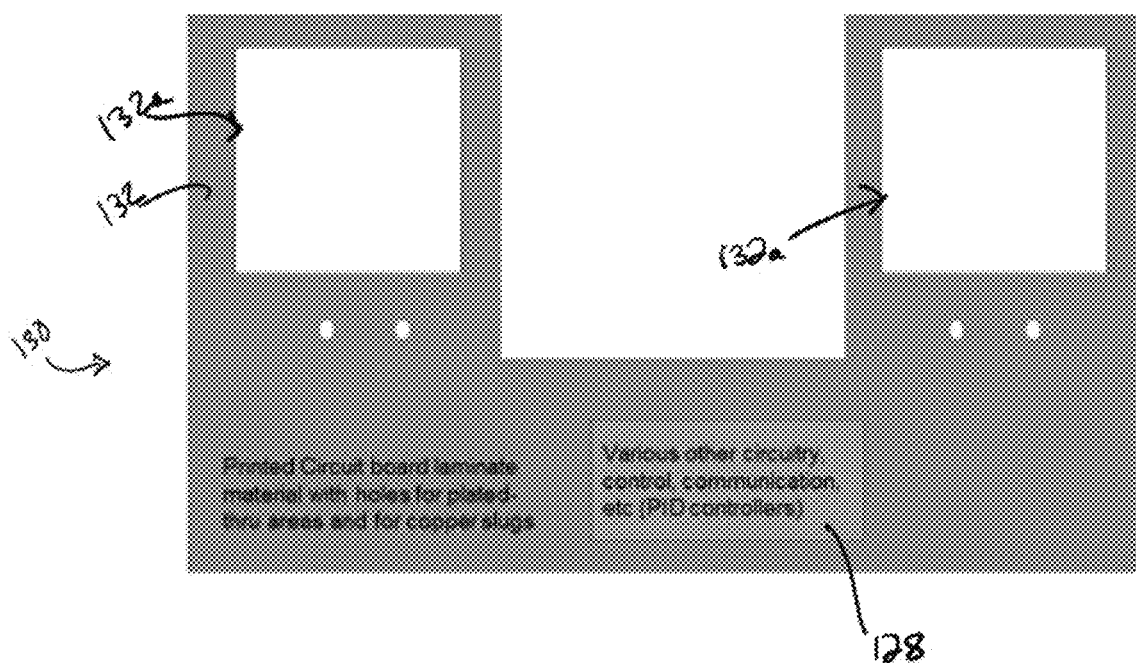 132a
132
132a
130
Printed Circuit board laminate
material with holes for plated-
thru areas and for copper slugs
Various other circuitry,
control, communication,
etc (PID controllers)
128